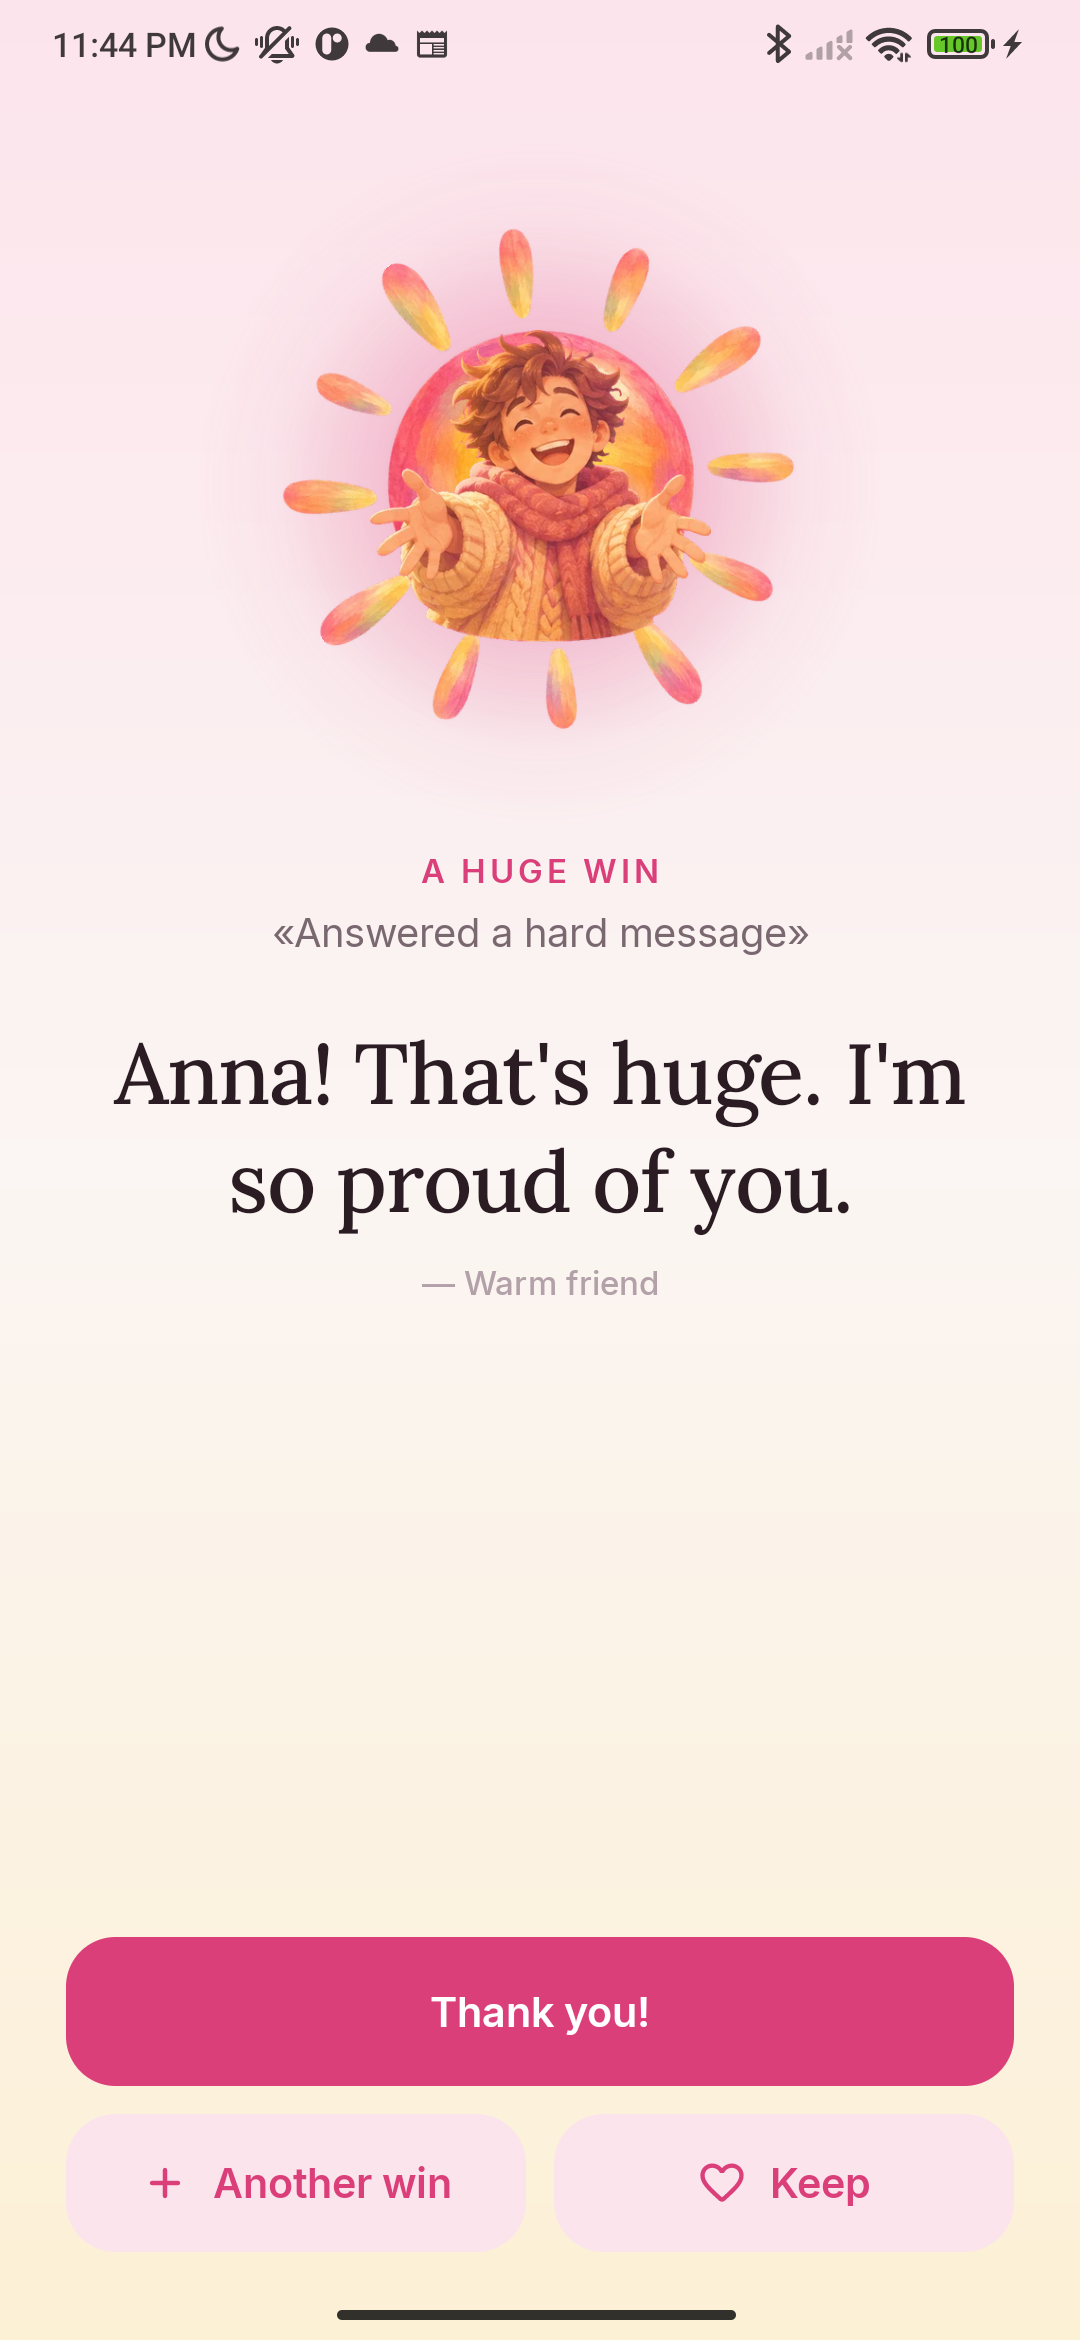 11:44 PM
100
A HUGE WIN
«Answered a hard message»
Anna! That's huge. I'm
so proud of you.
— Warm friend
Thank you!
Another win
Keep